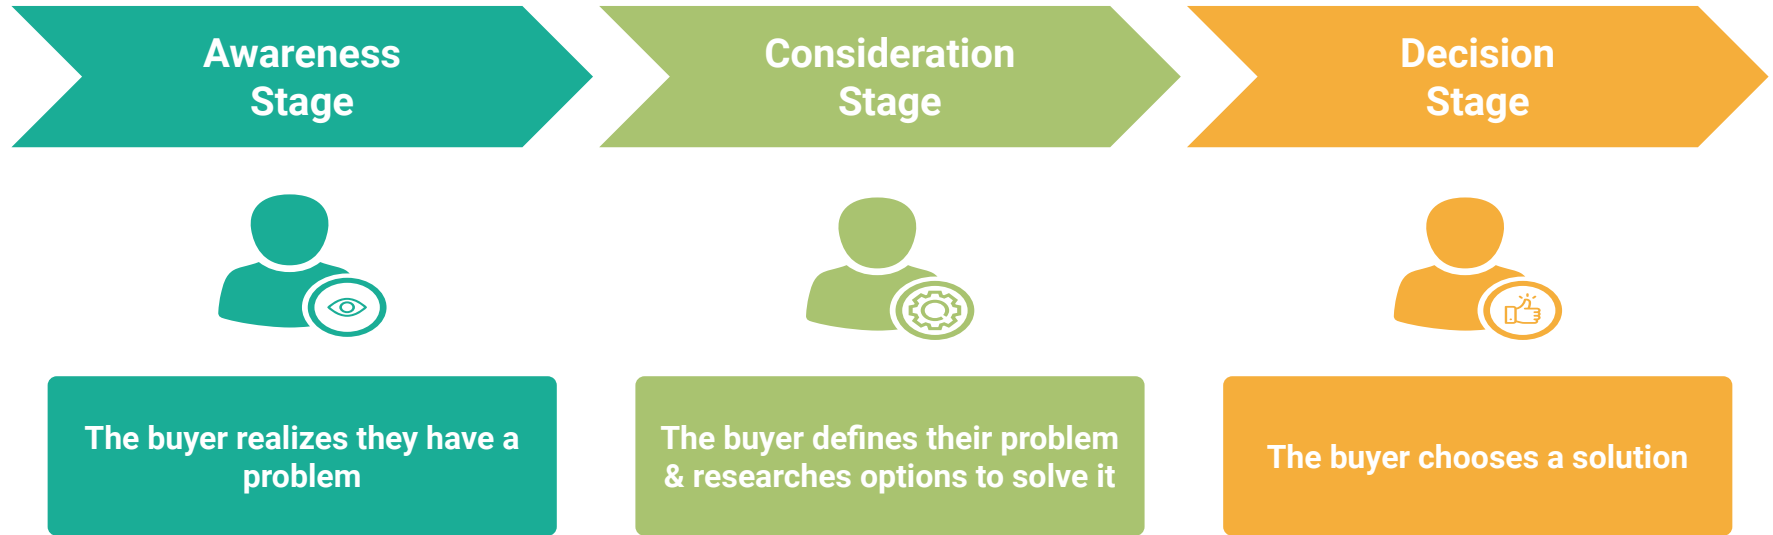 Awareness
Stage
Consideration
Stage
Decision
Stage
The buyer realizes they have a
problem
The buyer defines their problem
& researches options to solve it
The buyer chooses a solution